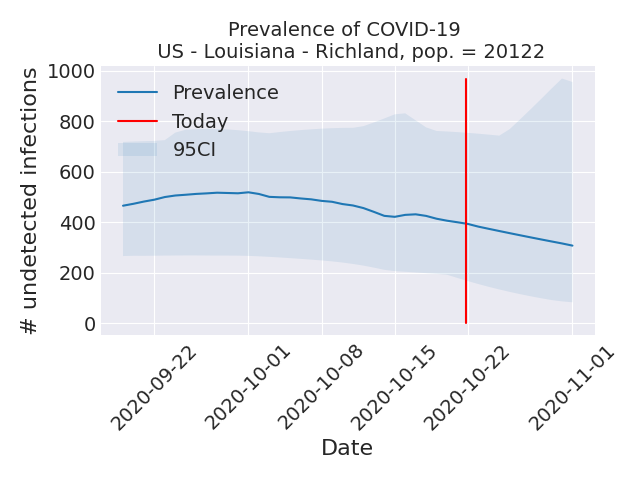 Prevalence of COVID-19
US - Louisiana - Richland, pop. = 20122
# undetected infections
1000
800
600
400
200
0
Prevalence
Today
95CI
2020-09-22
2020-10-01
2020-10-08
2020-10-15
2020-10-22
2020-11-01
Date